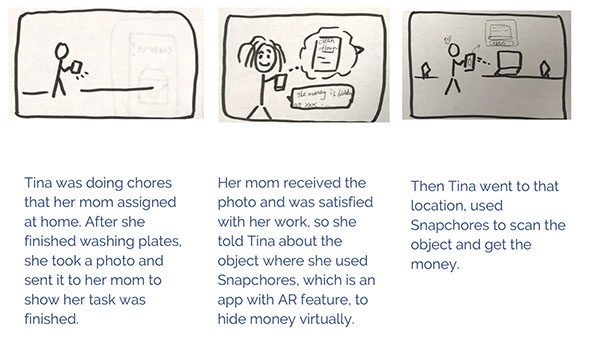 The money is hidden
Tina was doing chores
that her mom assigned
at home. After she
finished washing plates,
she took a photo and
sent it to her mom to
show her task was
finished.
Her mom received the
photo and was satisfied
with her work, so she
told Tina about the
object where she used
Snapchores, which is an
app with AR feature, to
hide money virtually.
Then Tina went to that
location, used
Snapchores to scan the
object and get the
money.